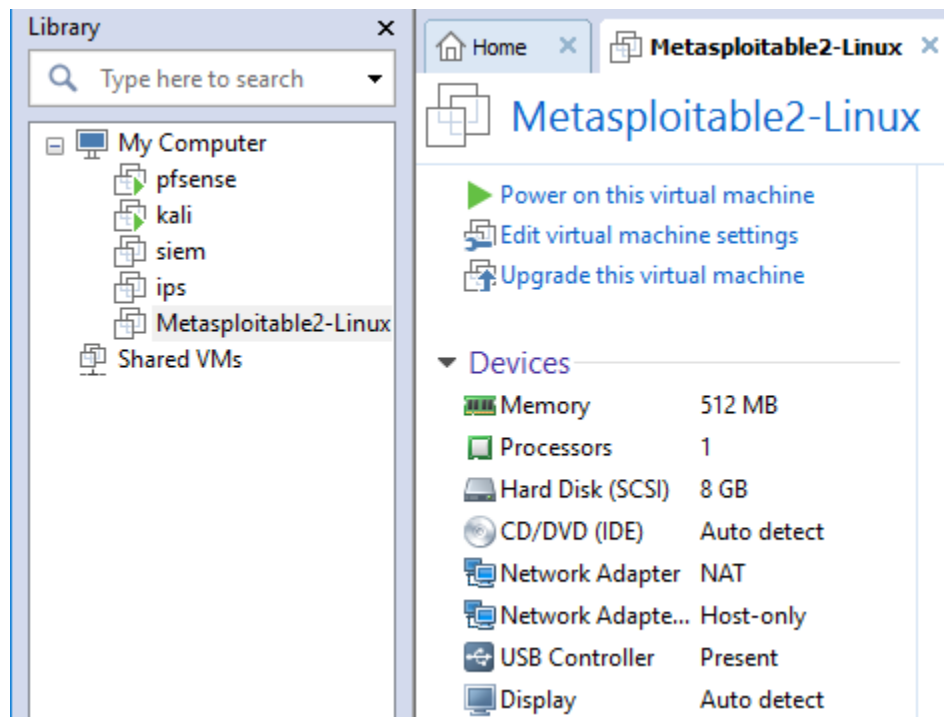 Library
Type here to search
My Computer
pfsense
kali
siem
ips
Metasploitable2-Linux
Shared VMs
Home
Metasploitable2-Linux
Metasploitable2-Linux
Power on this virtual machine
Edit virtual machine settings
Upgrade this virtual machine
Devices
Memory 512 MB
Processors 1
Hard Disk (SCSI) 8 GB
CD/DVD (IDE) Auto detect
Network Adapter NAT
Network Adapte... Host-only
USB Controller Present
Display Auto detect